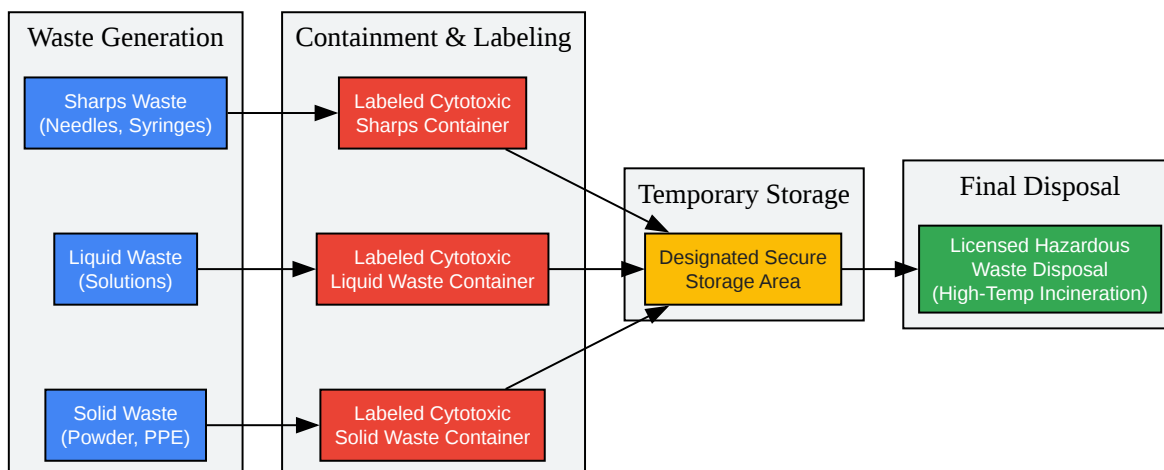 Waste Generation
Sharps Waste
(Needles, Syringes)
Liquid Waste
(Solutions)
Solid Waste
(Powder, PPE)
Containment & Labeling
Labeled Cytotoxic
Sharps Container
Labeled Cytotoxic
Liquid Waste Container
Labeled Cytotoxic
Solid Waste Container
Temporary Storage
Designated Secure
Storage Area
Final Disposal
Licensed Hazardous
Waste Disposal
(High-Temp Incineration)